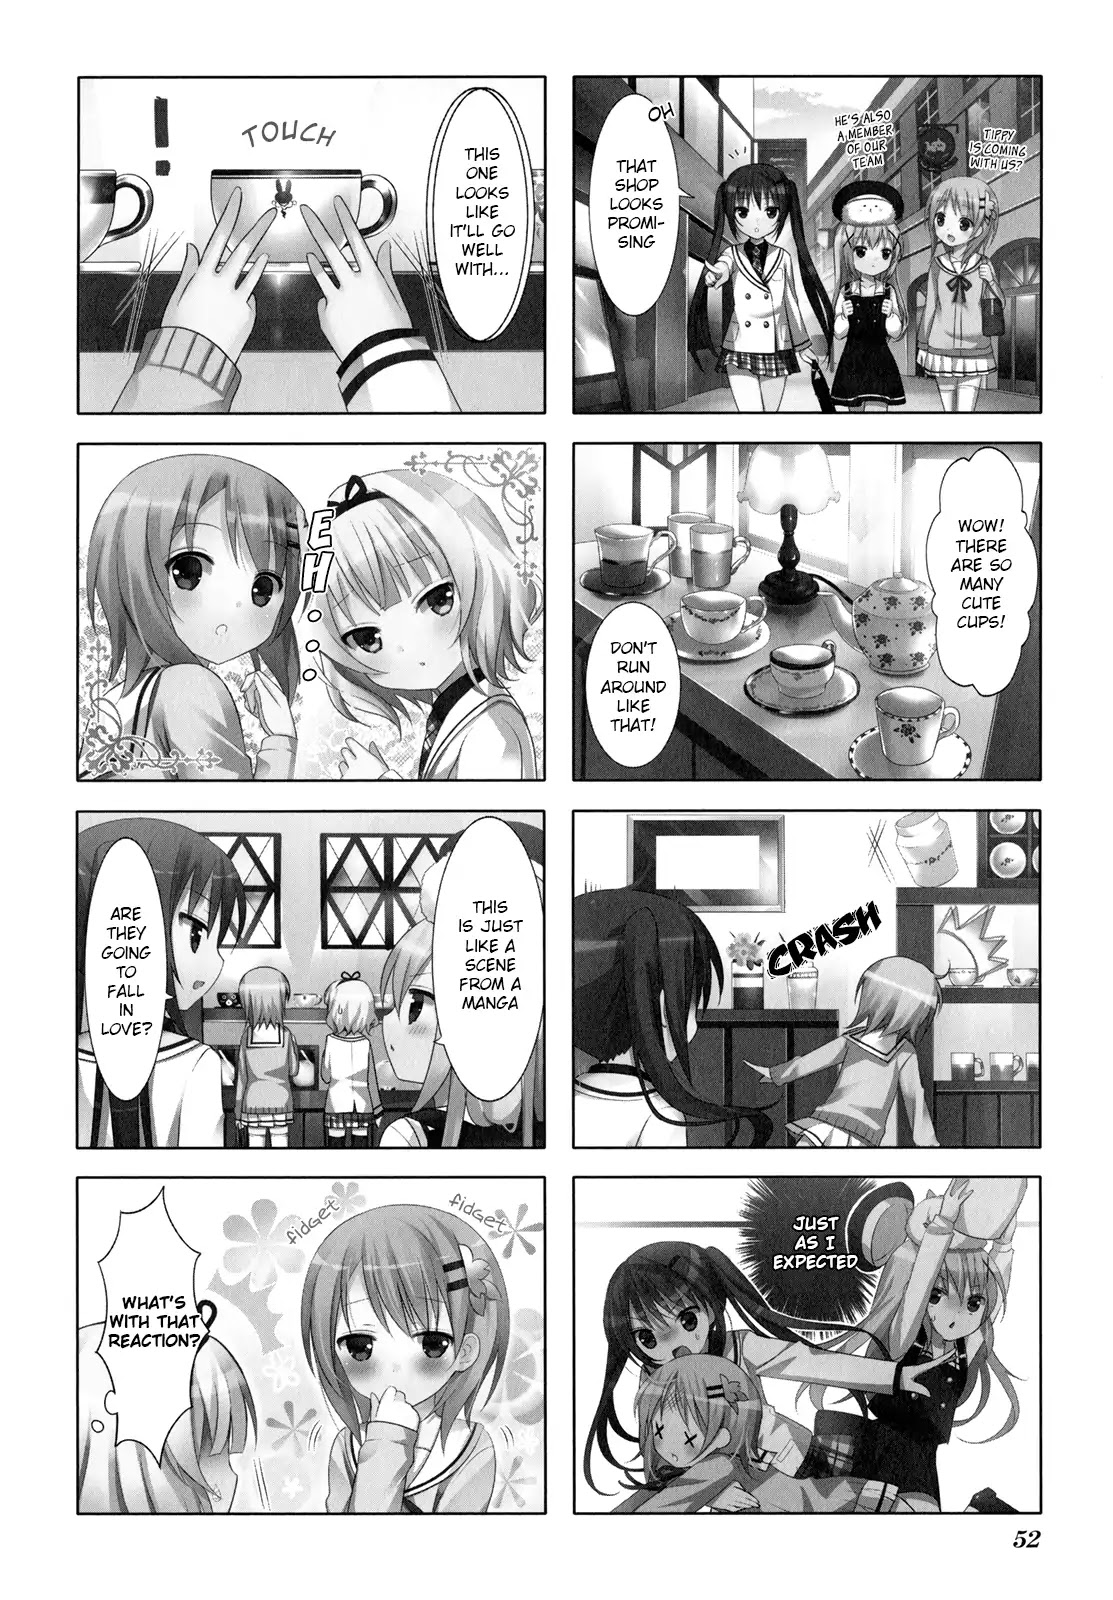 OH
THAT
SHOP
LOOKS
PROMI-
SING
HE'S ALSO
A MEMBER
OF OUR
TEAM
TIPPY
IS COMING
WITH US?
WOW!
THERE
ARE SO
MANY
CUTE
CUPS!
DON'T
RUN
AROUND
LIKE
THAT!
CRASH
JUST
AS I
EXPECTED
THIS
ONE
LOOKS
LIKE
IT'LL GO
WELL
WITH...
TOUCH
!
EH...
THIS
IS JUST
LIKE A
SCENE
FROM A
MANGA
ARE
THEY
GOING
TO
FALL
IN
LOVE?
fidget
fidget
WHAT'S
WITH THAT
REACTION?
52